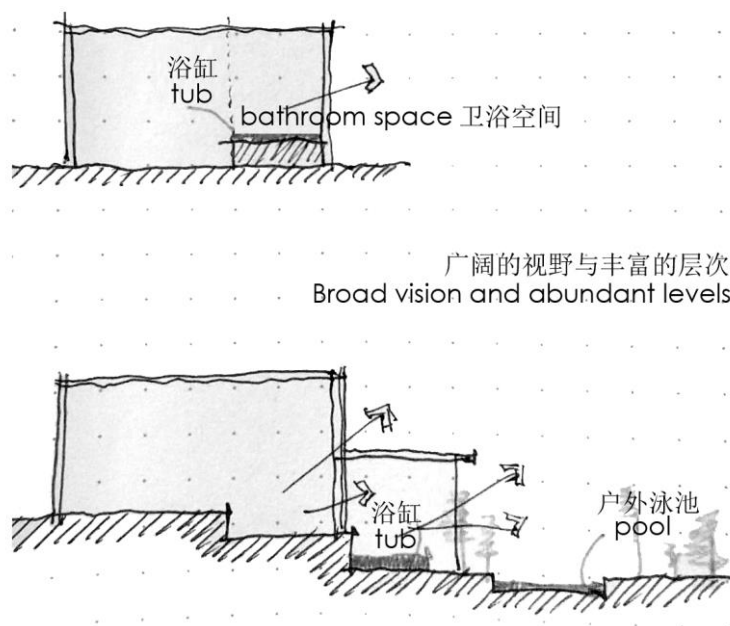 浴缸
tub
bathroom space 卫浴空间
广阔的视野与丰富的层次
Broad vision and abundant levels
浴缸
tub
户外泳池
pool